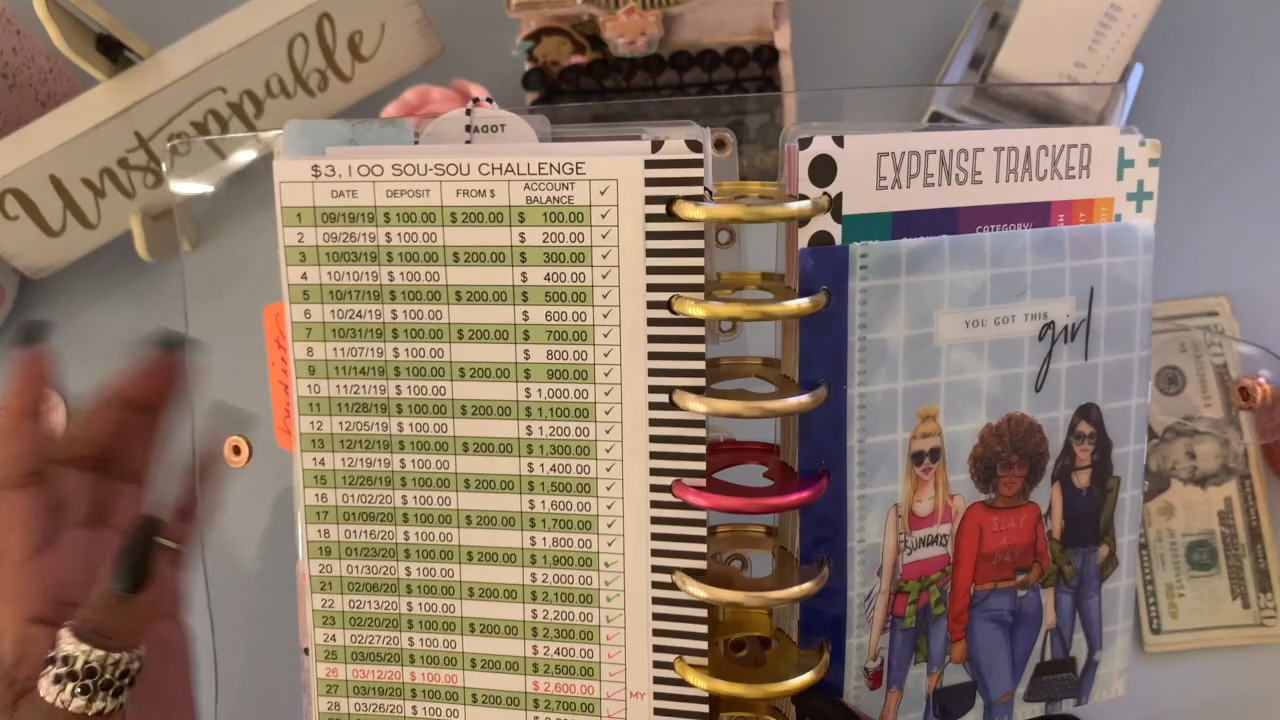 Unstoppable
TODA
$3,100 SOU-SOU CHALLENGE
DATE DEPOSIT FROM $ ACCOUNT BALANCE ✓
1 09/19/19 $ 100.00 $ 200.00 $ 100.00 ✓
2 09/26/19 $ 100.00 $ 200.00 ✓
3 10/03/19 $ 100.00 $ 200.00 $ 300.00 ✓
4 10/10/19 $ 100.00 $ 400.00 ✓
5 10/17/19 $ 100.00 $ 200.00 $ 500.00 ✓
6 10/24/19 $ 100.00 $ 600.00 ✓
7 10/31/19 $ 100.00 $ 200.00 $ 700.00 ✓
8 11/07/19 $ 100.00 $ 800.00 ✓
9 11/14/19 $ 100.00 $ 200.00 $ 900.00 ✓
10 11/21/19 $ 100.00 $ 1,000.00 ✓
11 11/28/19 $ 100.00 $ 200.00 $ 1,100.00 ✓
12 12/05/19 $ 100.00 $ 1,200.00 ✓
13 12/12/19 $ 100.00 $ 200.00 $ 1,300.00 ✓
14 12/19/19 $ 100.00 $ 1,400.00 ✓
15 12/26/19 $ 100.00 $ 200.00 $ 1,500.00 ✓
16 01/02/20 $ 100.00 $ 1,600.00 ✓
17 01/09/20 $ 100.00 $ 200.00 $ 1,700.00 ✓
18 01/16/20 $ 100.00 $ 1,800.00 ✓
19 01/23/20 $ 100.00 $ 200.00 $ 1,900.00 ✓
20 01/30/20 $ 100.00 $ 2,000.00 ✓
21 02/06/20 $ 100.00 $ 200.00 $ 2,100.00 ✓
22 02/13/20 $ 100.00 $ 2,200.00 ✓
23 02/20/20 $ 100.00 $ 200.00 $ 2,300.00 ✓
24 02/27/20 $ 100.00 $ 2,400.00 ✓
25 03/05/20 $ 100.00 $ 200.00 $ 2,500.00 ✓
26 03/12/20 $ 100.00 $ 2,600.00 ✓ MY
27 03/19/20 $ 100.00 $ 200.00 $ 2,700.00 ✓
28 03/26/20 $ 100.00
EXPENSE TRACKER
CATEGORY/
YOU GOT THIS
girl
SUNDAYS
SLAY
ALL
DAY